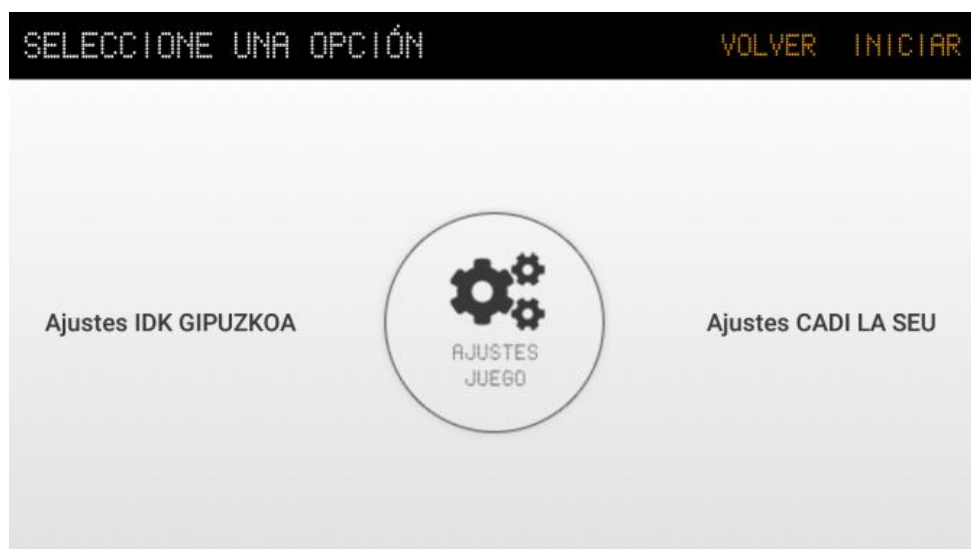 SELECCIONE UNA OPCIÓN
VOLVER INICIAR
Ajustes IDK GIPUZKOA
AJUSTES
JUEGO
Ajustes CADI LA SEU